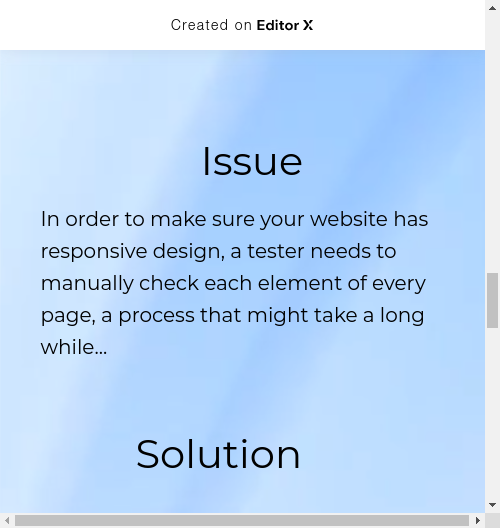 Created on Editor X
Issue
In order to make sure your website has
responsive design, a tester needs to
manually check each element of every
page, a process that might take a long
while...
Solution